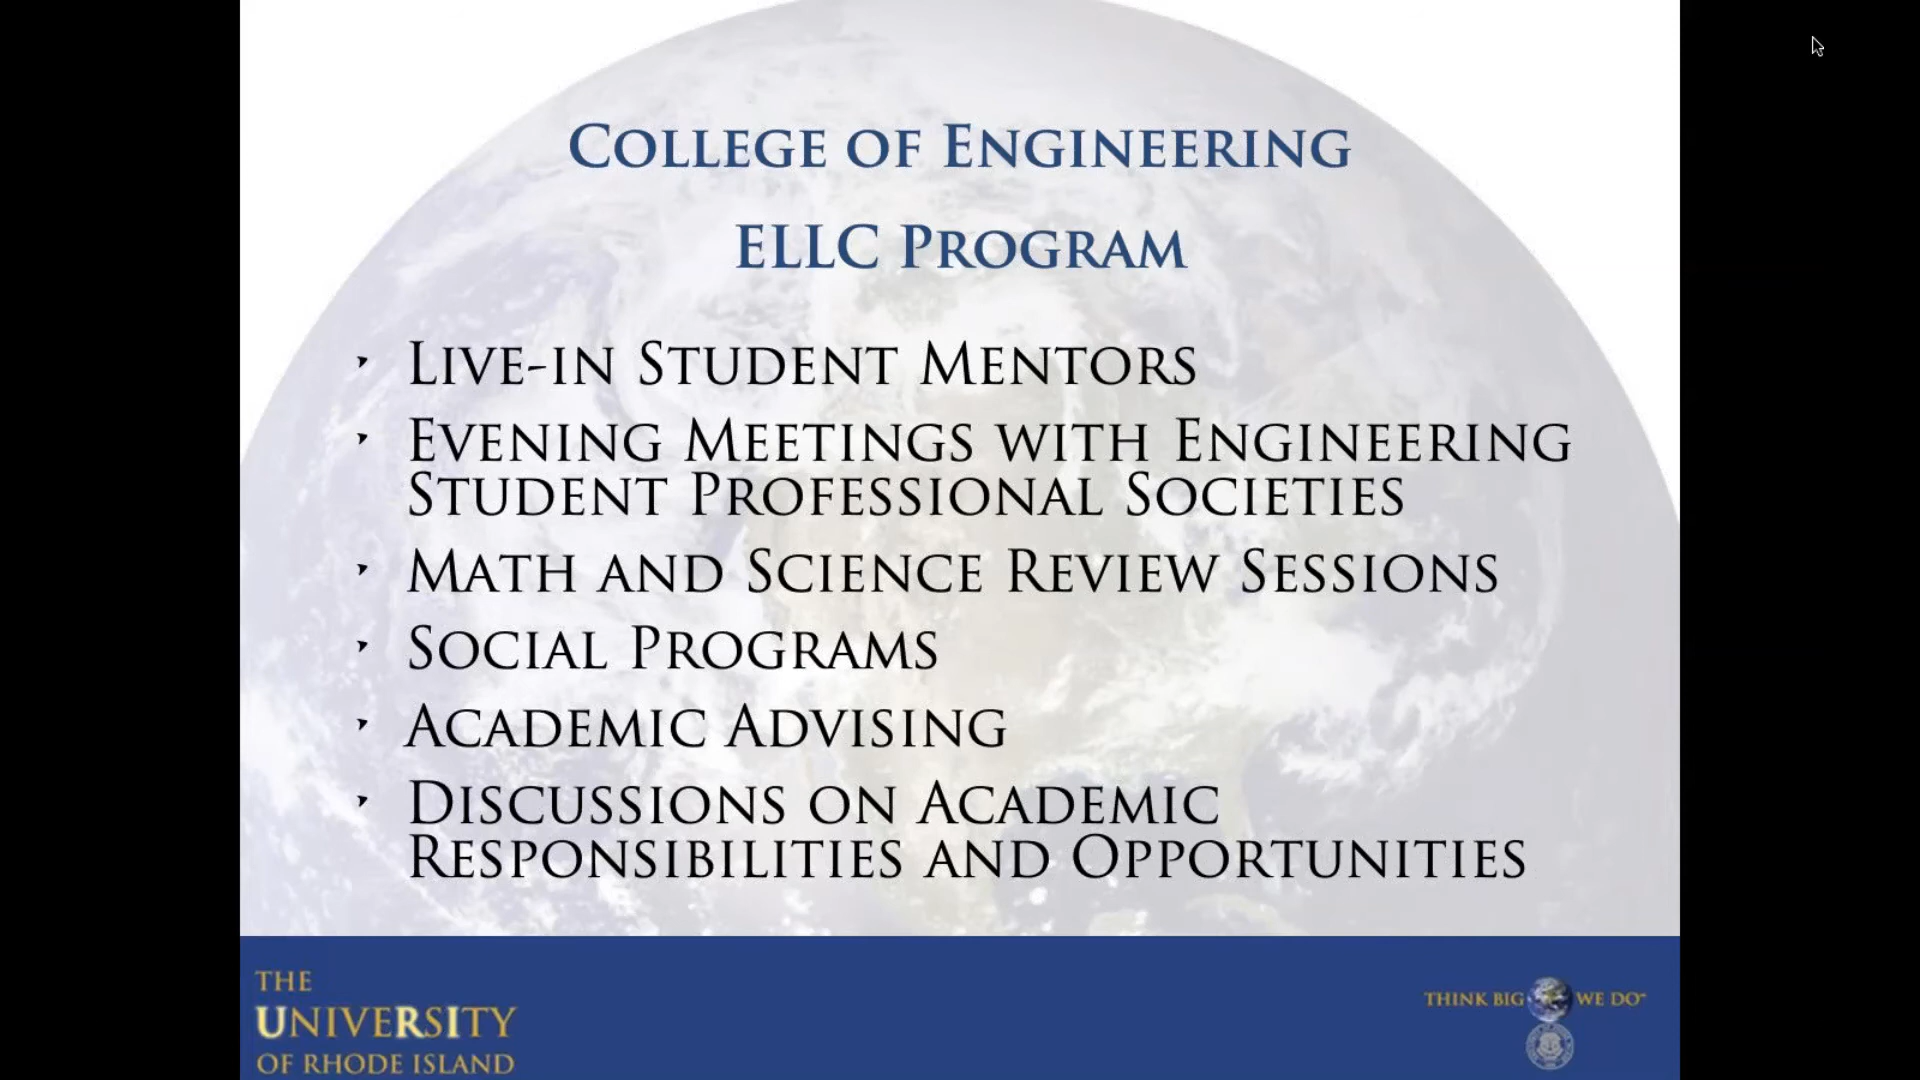 College of Engineering
ELLC Program
Live-in Student Mentors
Evening Meetings with Engineering
Student Professional Societies
Math and Science Review Sessions
Social Programs
Academic Advising
Discussions on Academic
Responsibilities and Opportunities
THE
UNIVERSITY
OF RHODE ISLAND
THINK BIG WE DO℠